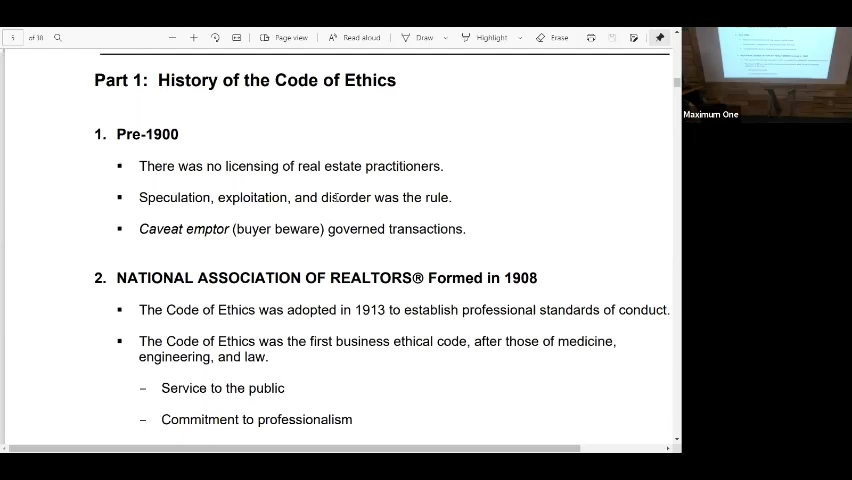 5 of 38 Page view Read aloud Draw Highlight Erase
Part 1: History of the Code of Ethics
1. Pre-1900
▪ There was no licensing of real estate practitioners.
▪ Speculation, exploitation, and disorder was the rule.
▪ Caveat emptor (buyer beware) governed transactions.
2. NATIONAL ASSOCIATION OF REALTORS® Formed in 1908
▪ The Code of Ethics was adopted in 1913 to establish professional standards of conduct.
▪ The Code of Ethics was the first business ethical code, after those of medicine,
engineering, and law.
– Service to the public
– Commitment to professionalism
Maximum One